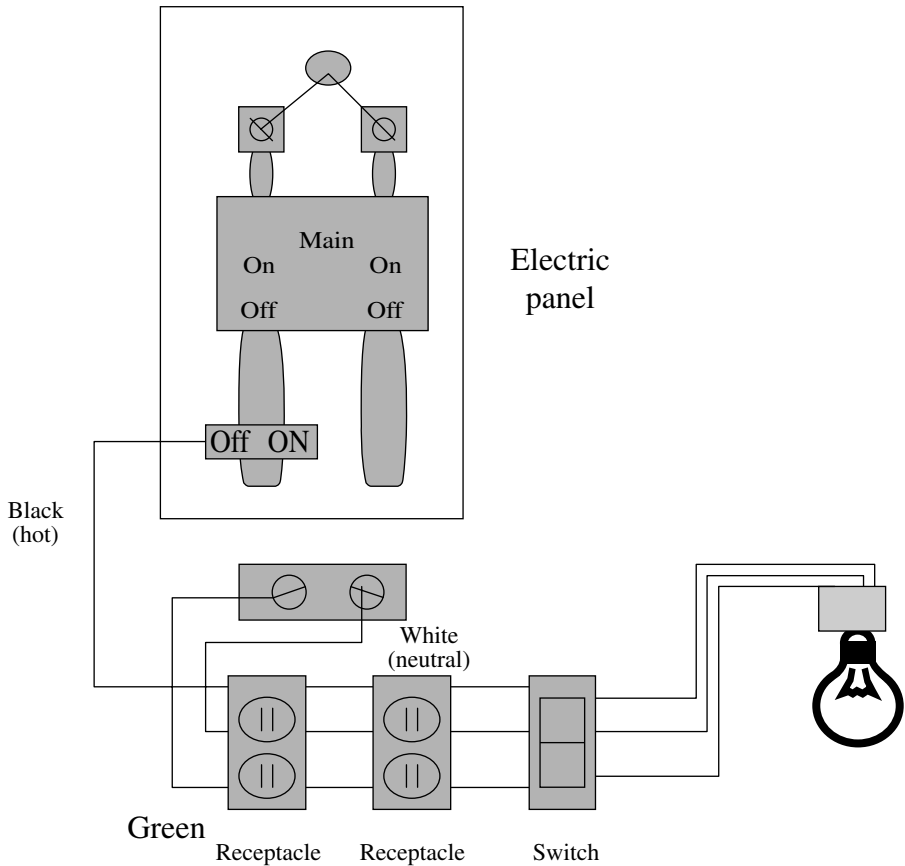 Main
On On
Off Off
Electric
panel
Off ON
Black
(hot)
White
(neutral)
Green
Receptacle Receptacle Switch